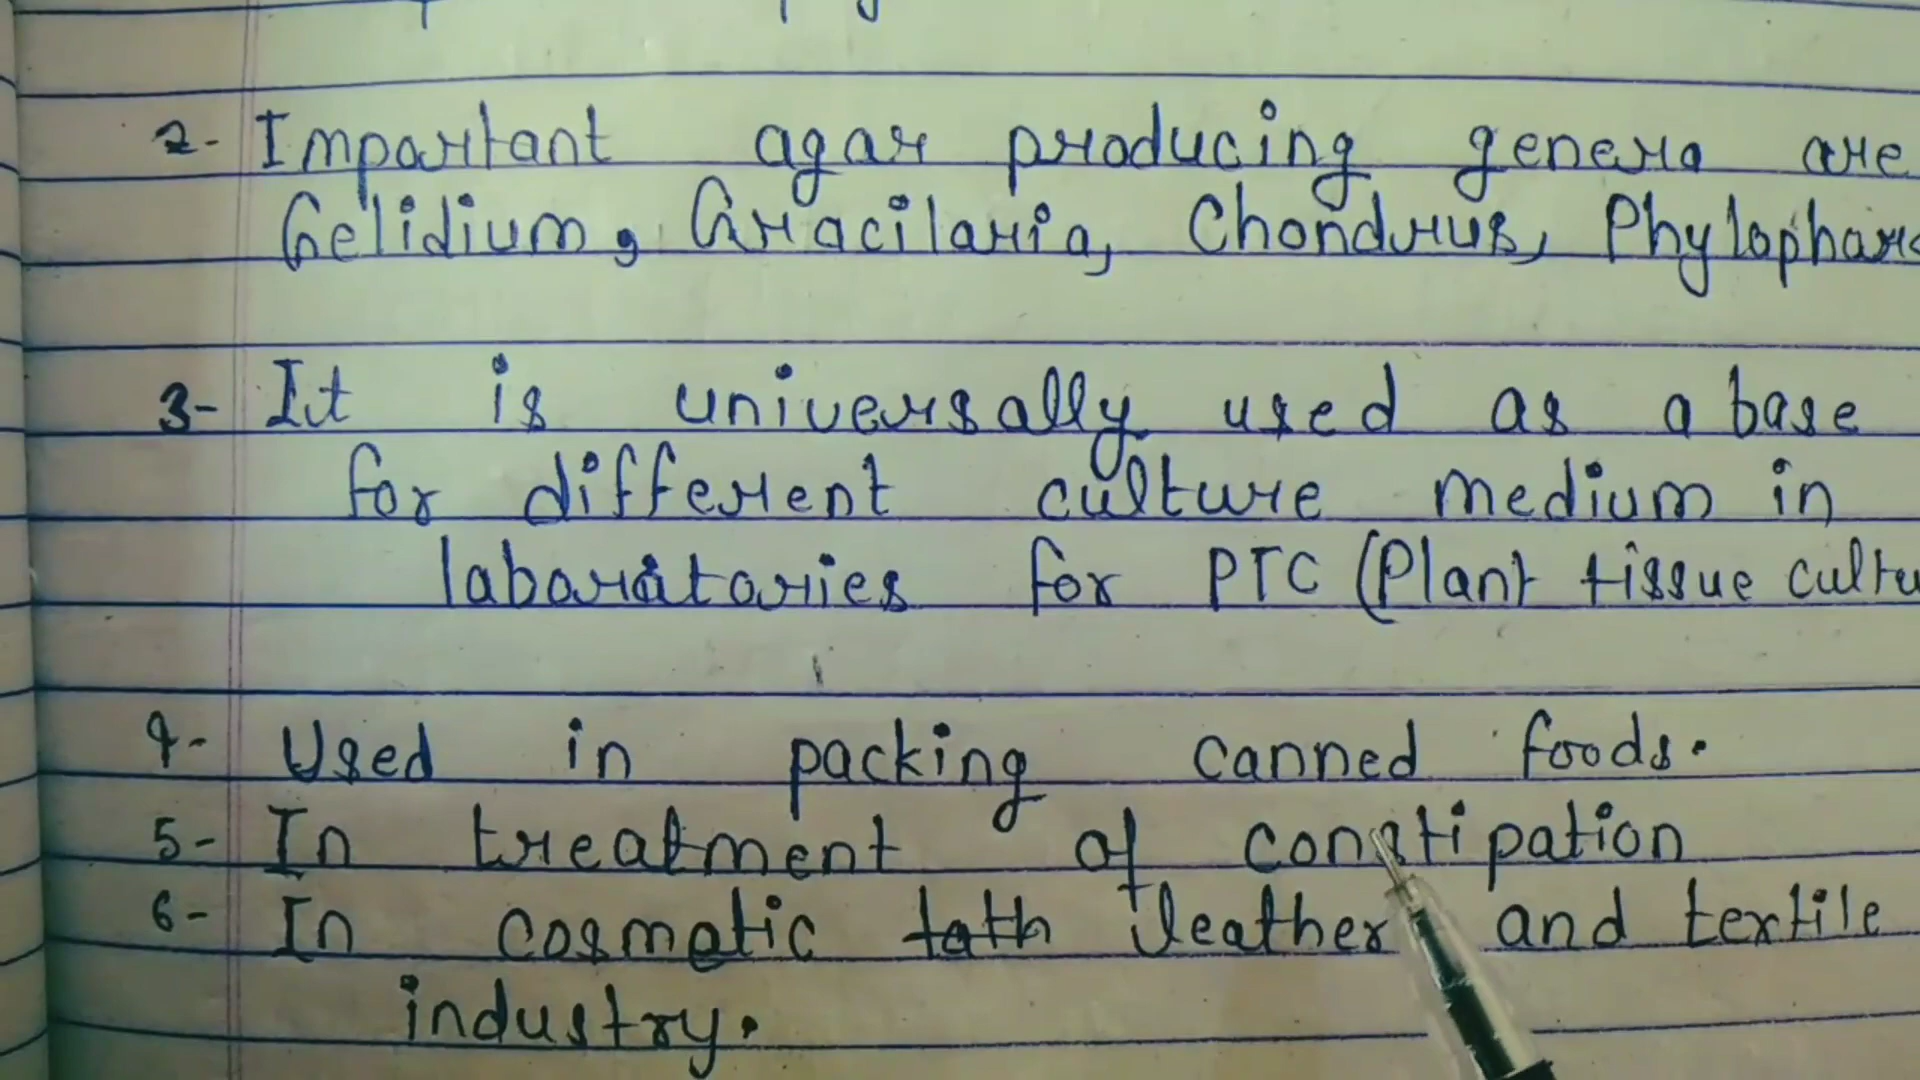 2- Important agar producing genera are
Gelidium, Gracilaria, Chondrus, Phylophar
3- It is universally used as a base
for different culture medium in
laboratories for PTC (Plant tissue cultu
4- Used in packing canned foods.
5- In treatment of constipation
6- In cosmetic leather and textile
industry.